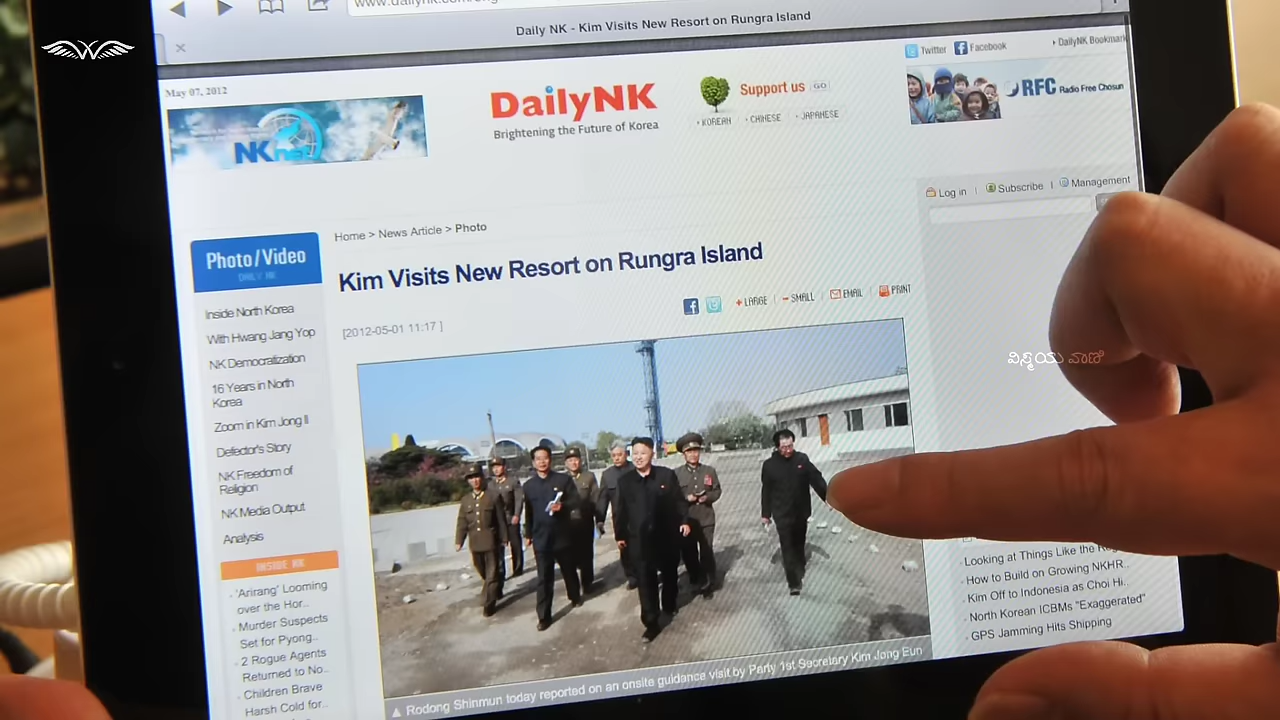 www.dailynk.com/eng
Daily NK - Kim Visits New Resort on Rungra Island
May 07, 2012
NK
DailyNK
Brightening the Future of Korea
Support us GO
KOREAN CHINESE JAPANESE
Twitter Facebook DailyNK Bookmark
RFC Radio Free Chosun
Log in | Subscribe | Management
Home > News Article > Photo
Kim Visits New Resort on Rungra Island
+ LARGE | - SMALL | EMAIL | PRINT
[2012-05-01 11:17 ]
Photo/Video
DAILY NK
Inside North Korea
With Hwang Jang Yop
NK Democratization
16 Years in North
Korea
Zoom in Kim Jong Il
Defector's Story
NK Freedom of
Religion
NK Media Output
Analysis
INSIDE NK
'Arirang' Looming
over the Hor..
Murder Suspects
Set for Pyong..
2 Rogue Agents
Returned to No..
Children Brave
Harsh Cold for..
▲ Rodong Shinmun today reported on an onsite guidance visit by Party 1st Secretary Kim Jong Eun
Looking at Things Like the
How to Build on Growing NKHR..
Kim Off to Indonesia as Choi Hi..
North Korean ICBMs "Exaggerated"
GPS Jamming Hits Shipping
ವಿಸ್ಮಯ ವಾಣಿ
W